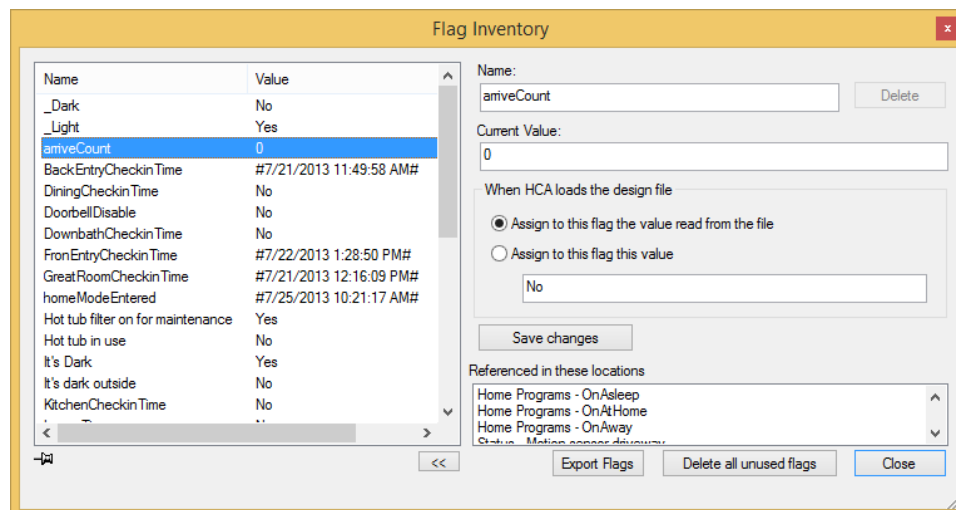 Flag Inventory
x
Name Value
_Dark No
_Light Yes
arriveCount 0
BackEntryCheckinTime #7/21/2013 11:49:58 AM#
DiningCheckinTime No
DoorbellDisable No
DownbathCheckinTime No
FronEntryCheckinTime #7/22/2013 1:28:50 PM#
GreatRoomCheckinTime #7/21/2013 12:16:09 PM#
homeModeEntered #7/25/2013 10:21:17 AM#
Hot tub filter on for maintenance Yes
Hot tub in use No
It's Dark Yes
It's dark outside No
KitchenCheckinTime No
<<
Name:
arriveCount
Delete
Current Value:
0
When HCA loads the design file
Assign to this flag the value read from the file
Assign to this flag this value
No
Save changes
Referenced in these locations
Home Programs - OnAsleep
Home Programs - OnAtHome
Home Programs - OnAway
Status - Motion sensor driveway
Export Flags Delete all unused flags Close